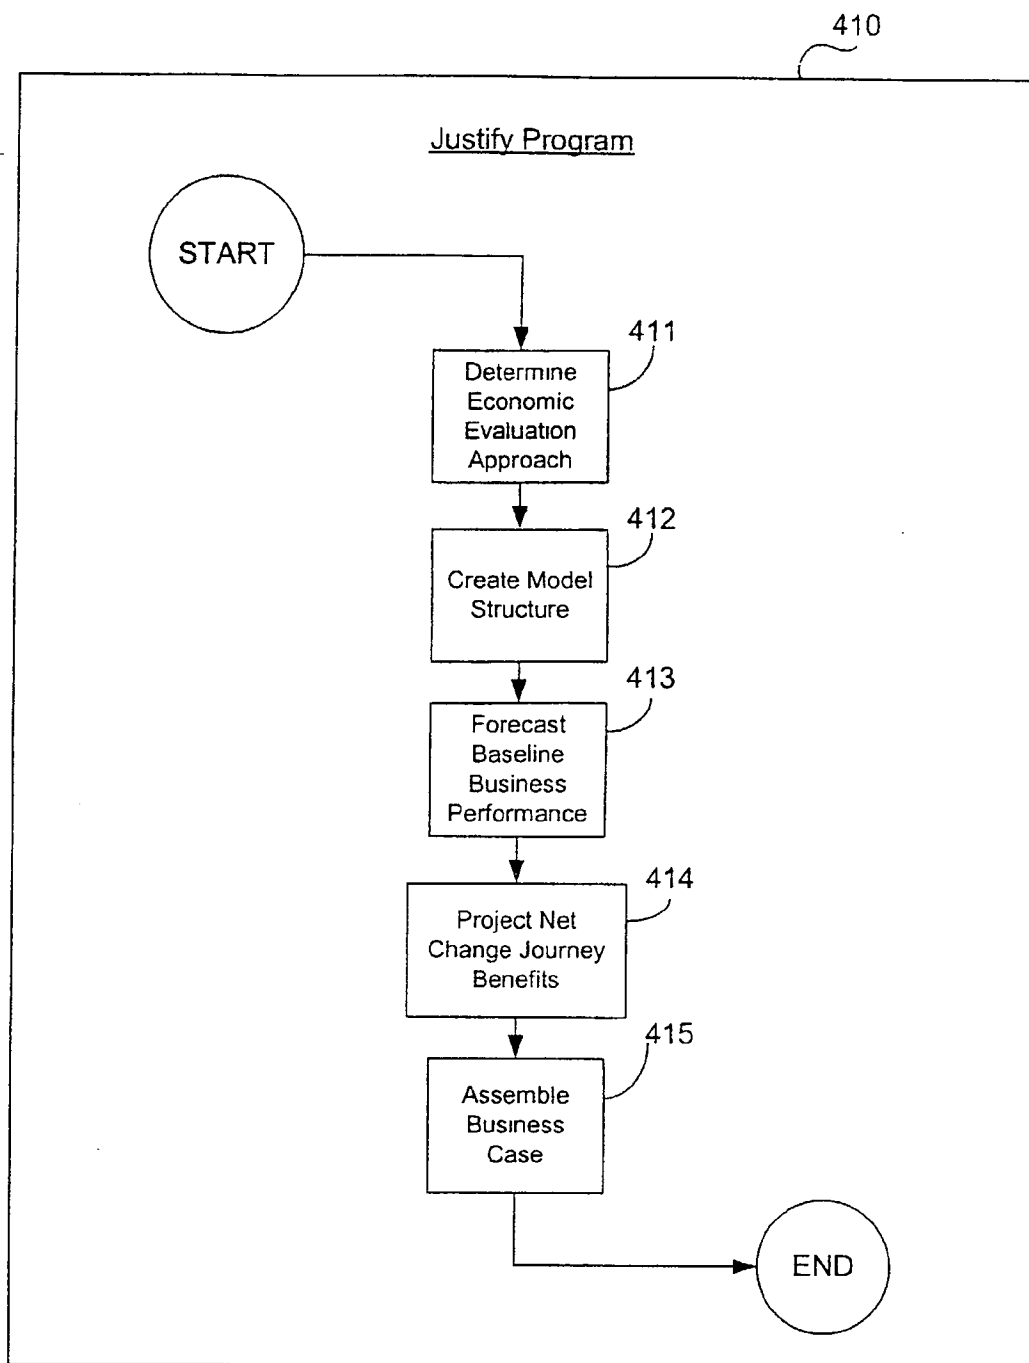 410
Justify Program
START
411
Determine
Economic
Evaluation
Approach
412
Create Model
Structure
413
Forecast
Baseline
Business
Performance
414
Project Net
Change Journey
Benefits
415
Assemble
Business
Case
END